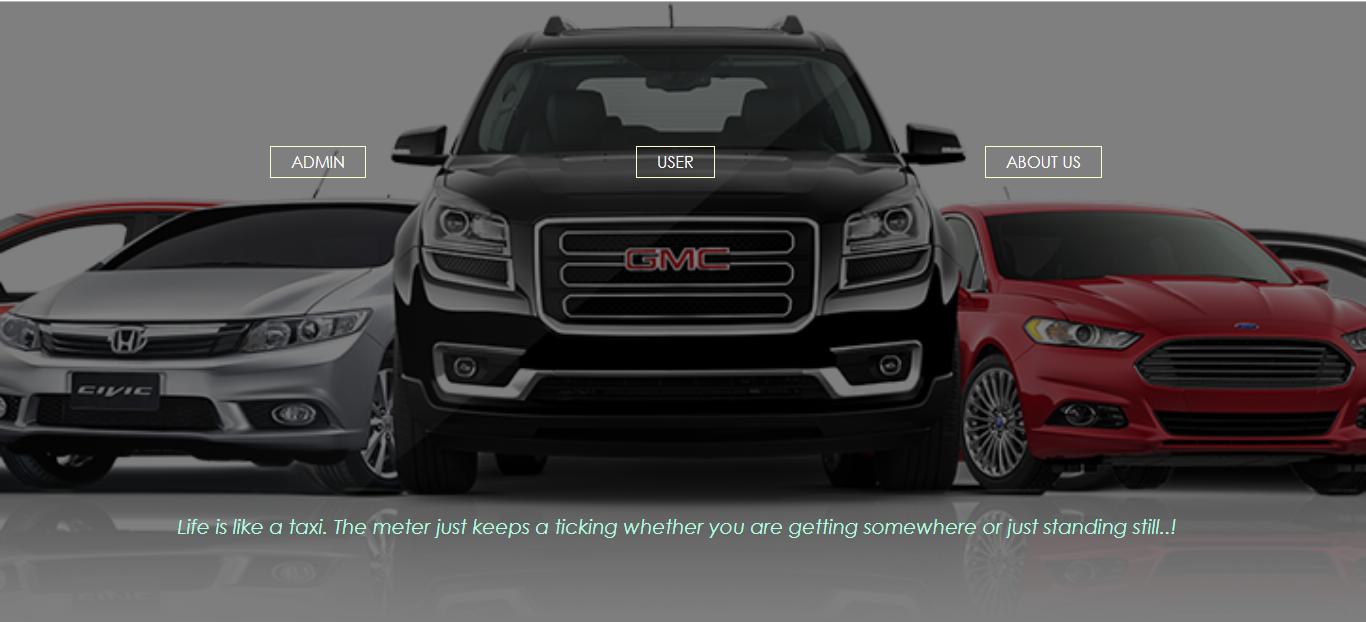 ADMIN
USER
ABOUT US
GMC
CIVIC
Life is like a taxi. The meter just keeps a ticking whether you are getting somewhere or just standing still..!